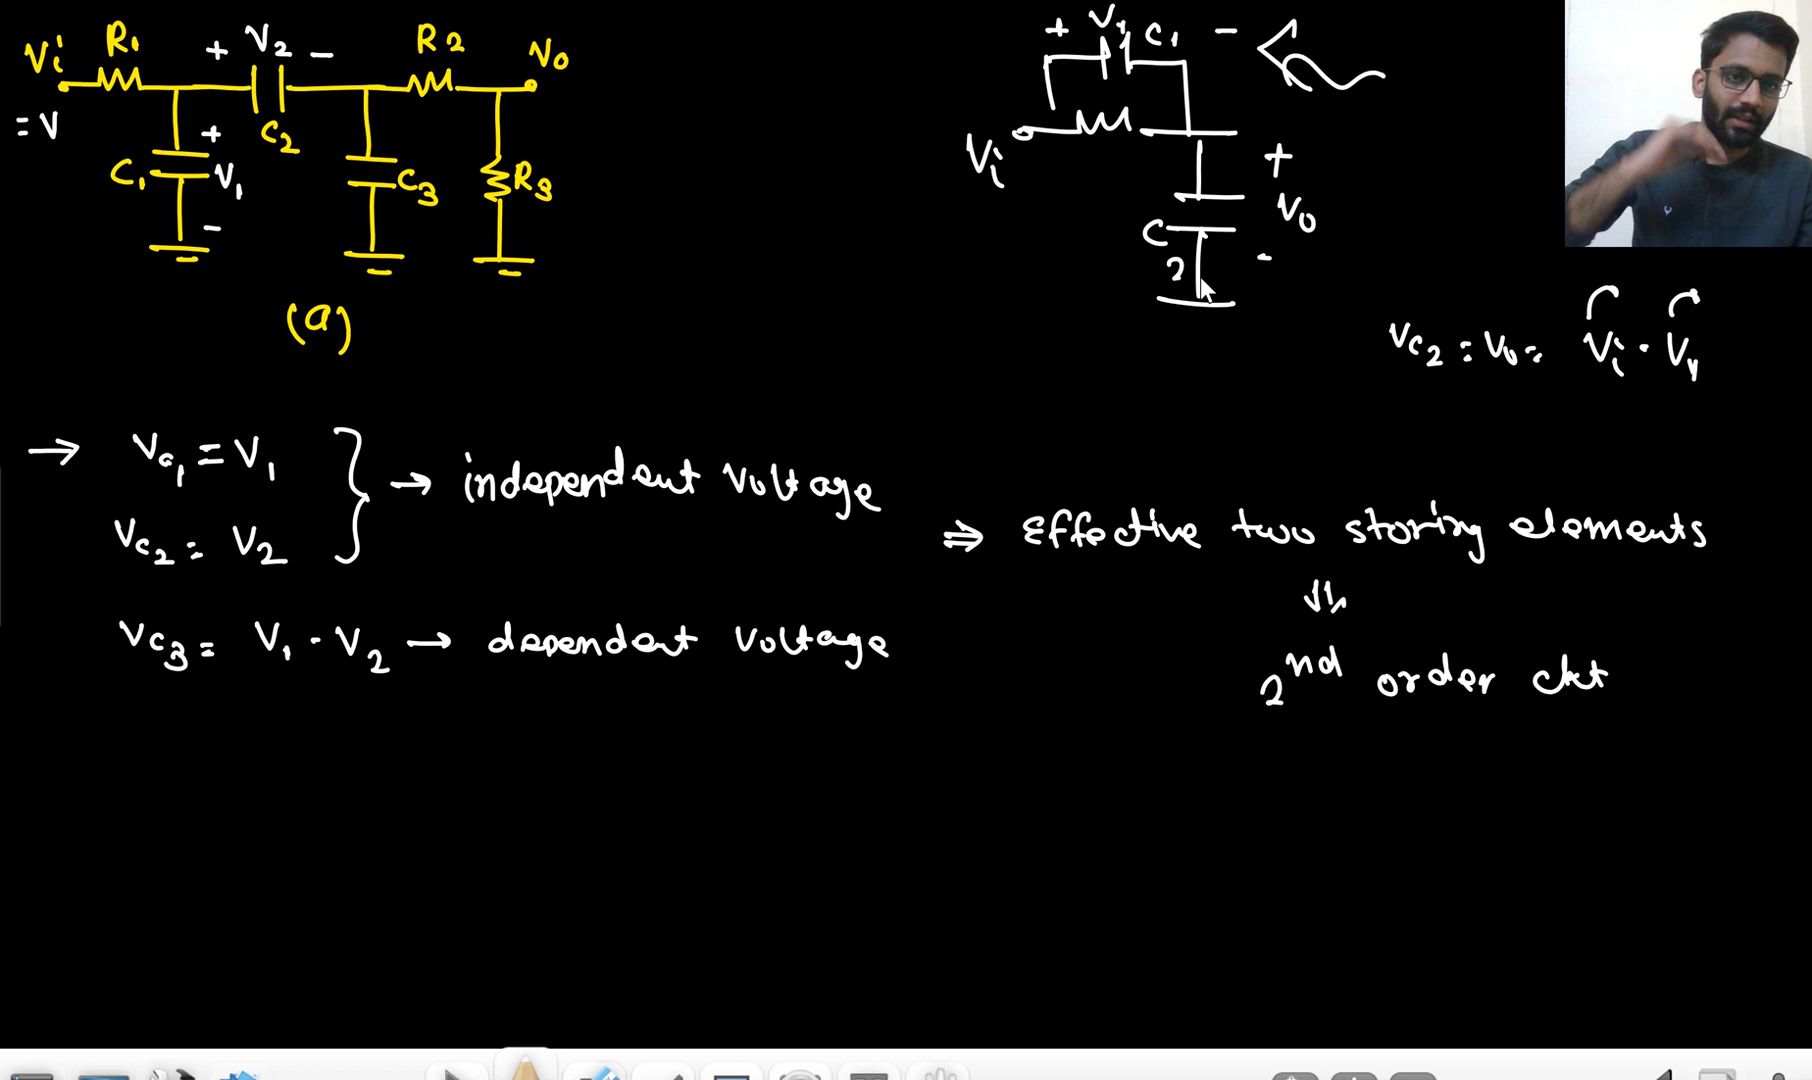 Vi R1 + V2 - R2 Vo
= V
C2
+
C1 V1 C3 R3
-
(a)
+ V1 C1 -
Vi
+
Vo
-
C2
VC2 = Vo = Vi - V1
→ VC1 = V1
VC2 = V2
→ independent voltage
VC3 = V1 - V2 → dependent voltage
⇒ Effective two storing elements
⇓
2nd order ckt